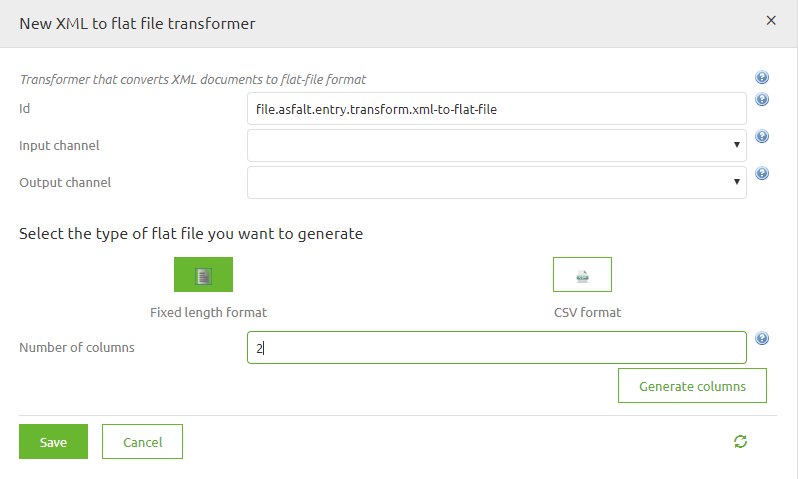 New XML to flat file transformer
Transformer that converts XML documents to flat-file format
Id
file.asfalt.entry.transform.xml-to-flat-file
Input channel
Output channel
Select the type of flat file you want to generate
Fixed length format
CSV format
Number of columns
2
Generate columns
Save
Cancel